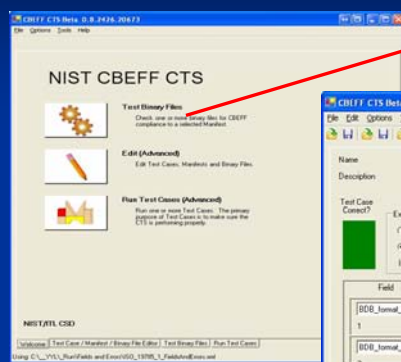 CBEFF CTS Beta 0.8.2426.20673
File Options Tools Help
NIST CBEFF CTS
Test Binary Files
Check one or more binary files for CBEFF
compliance to a selected Manifest.
Edit (Advanced)
Edit Test Cases, Manifests and Binary Files.
Run Test Cases (Advanced)
Run one or more Test Cases. The primary
purpose of Test Cases is to make sure the
CTS is performing properly.
NIST/ITL CSD
Welcome Test Case / Manifest / Binary File Editor Test Binary Files Run Test Cases
CBEFF CTS Beta
File Edit Options
Name
Description
Test Case
Correct?
Field
BDB_format_
1
BDB_format_